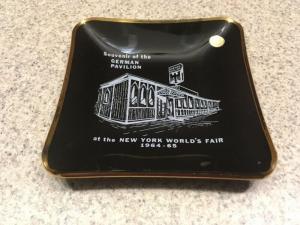 Souvenir of the
GERMAN
PAVILION
at the NEW YORK WORLD'S FAIR
1964-65